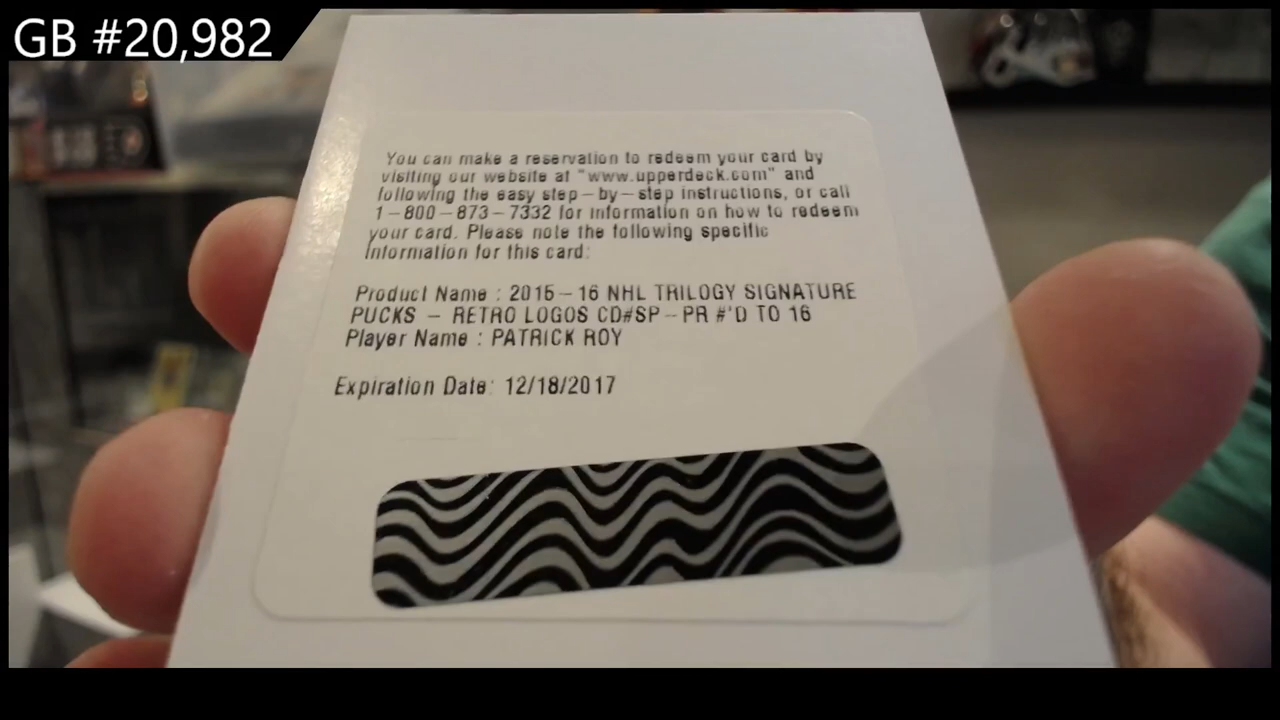 GB #20,982
You can make a reservation to redeem your card by
visiting our website at "www.upperdeck.com" and
following the easy step-by-step instructions, or call
1-800-873-7332 for information on how to redeem
your card. Please note the following specific
information for this card:
Product Name : 2015-16 NHL TRILOGY SIGNATURE
PUCKS - RETRO LOGOS CD#SP-PR #'D TO 16
Player Name : PATRICK ROY
Expiration Date: 12/18/2017